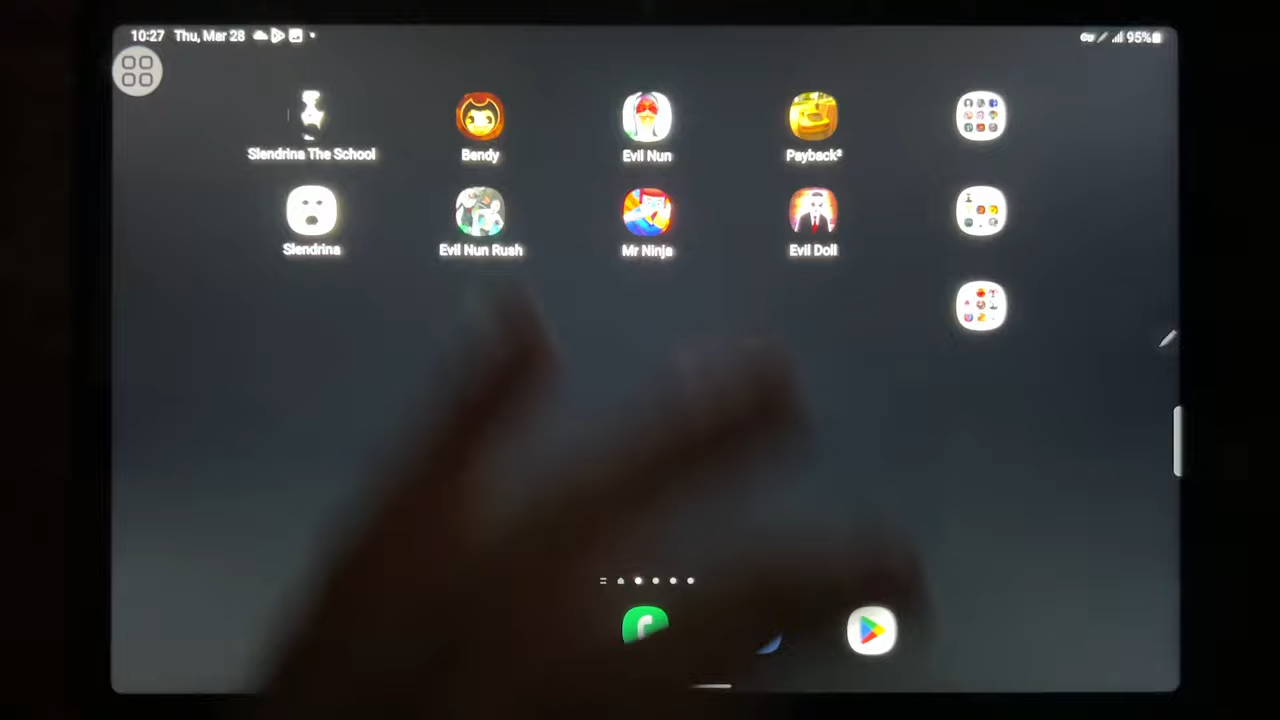 10:27 Thu, Mar 28 95%
Slendrina The School Bendy Evil Nun Payback²
Slendrina Evil Nun Rush Mr Ninja Evil Doll